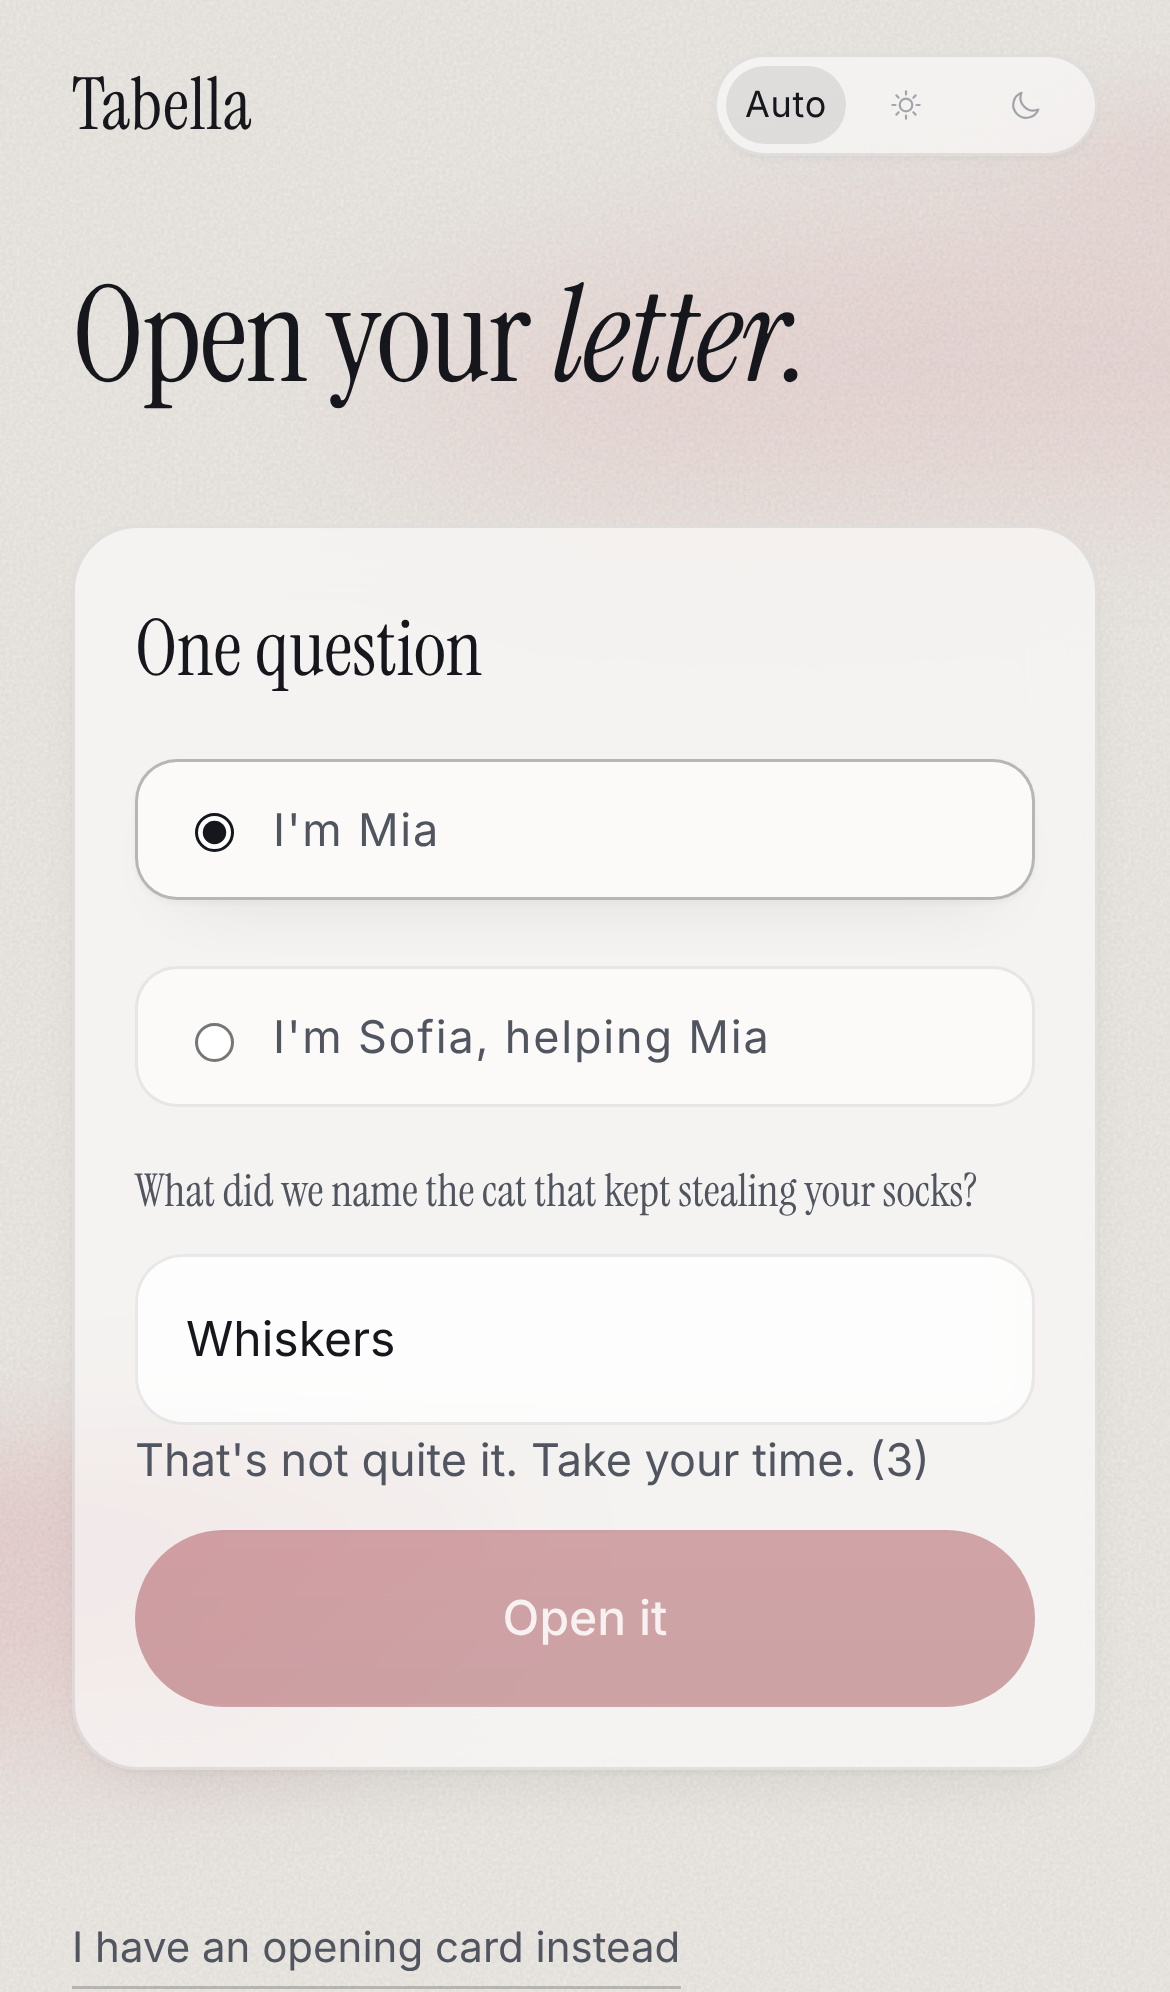 Tabella
Auto
Open your letter.
One question
I'm Mia
I'm Sofia, helping Mia
What did we name the cat that kept stealing your socks?
Whiskers
That's not quite it. Take your time. (3)
Open it
I have an opening card instead